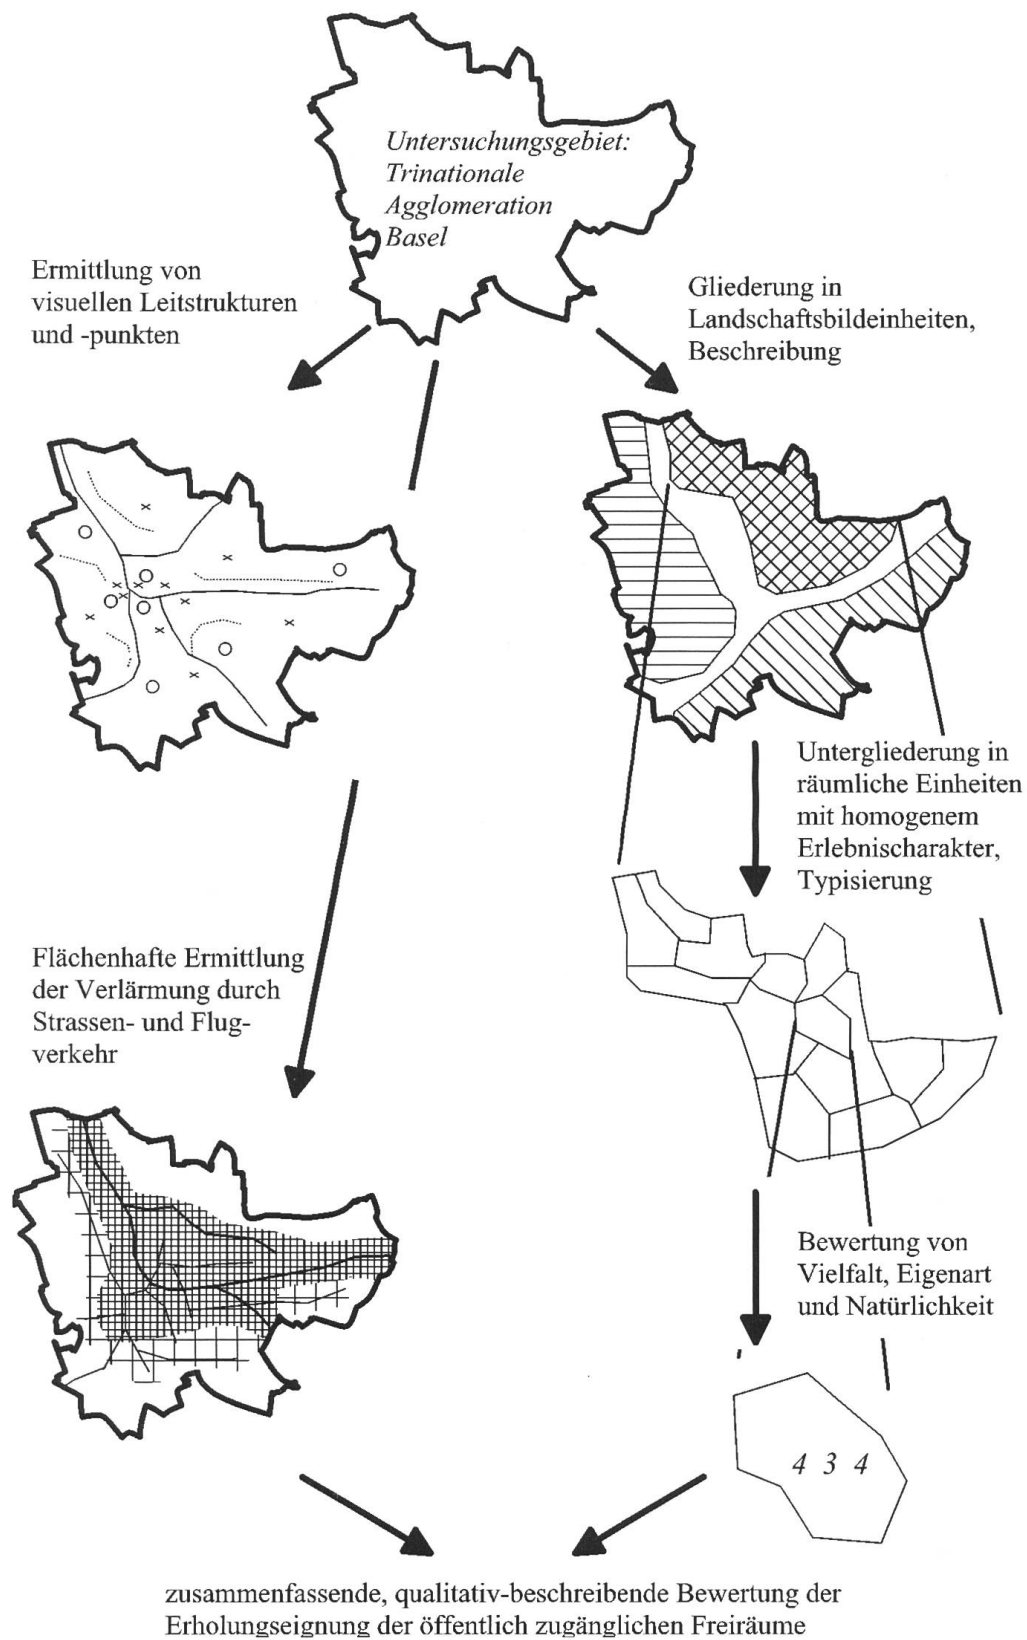 Untersuchungsgebiet:
Trinationale
Agglomeration
Basel
Ermittlung von
visuellen Leitstrukturen
und -punkten
Gliederung in
Landschaftsbildeinheiten,
Beschreibung
Untergliederung in
räumliche Einheiten
mit homogenem
Erlebnischarakter,
Typisierung
Flächenhafte Ermittlung
der Verlärmung durch
Strassen- und Flug-
verkehr
Bewertung von
Vielfalt, Eigenart
und Natürlichkeit
4 3 4
zusammenfassende, qualitativ-beschreibende Bewertung der
Erholungseignung der öffentlich zugänglichen Freiräume